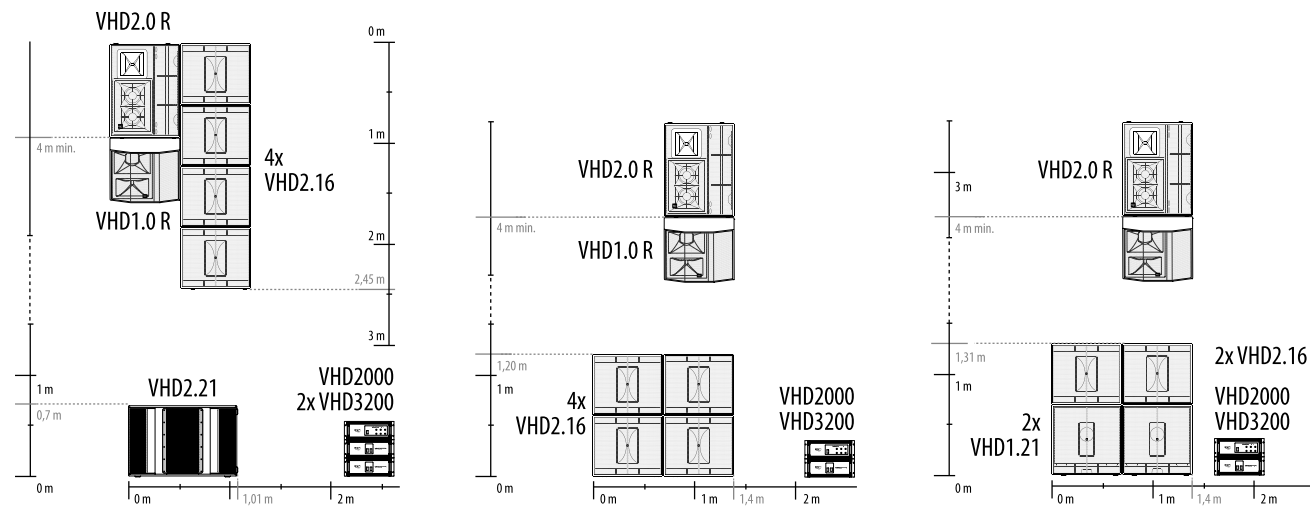 VHD2.0 R
0 m
1 m
4 m min.
4x
VHD2.16
VHD1.0 R
2 m
2,45 m
3 m
VHD2000
2x VHD3200
VHD2.21
1 m
0,7 m
0 m
0 m
1,01 m
2 m
VHD2.0 R
4 m min.
VHD1.0 R
1,20 m
1 m
4x
VHD2.16
VHD2000
VHD3200
0 m
0 m
1 m
1,4 m
2 m
VHD2.0 R
3 m
4 m min.
1,31 m
1 m
2x VHD2.16
VHD2000
VHD3200
2x
VHD1.21
0 m
0 m
1 m
1,4 m
2 m